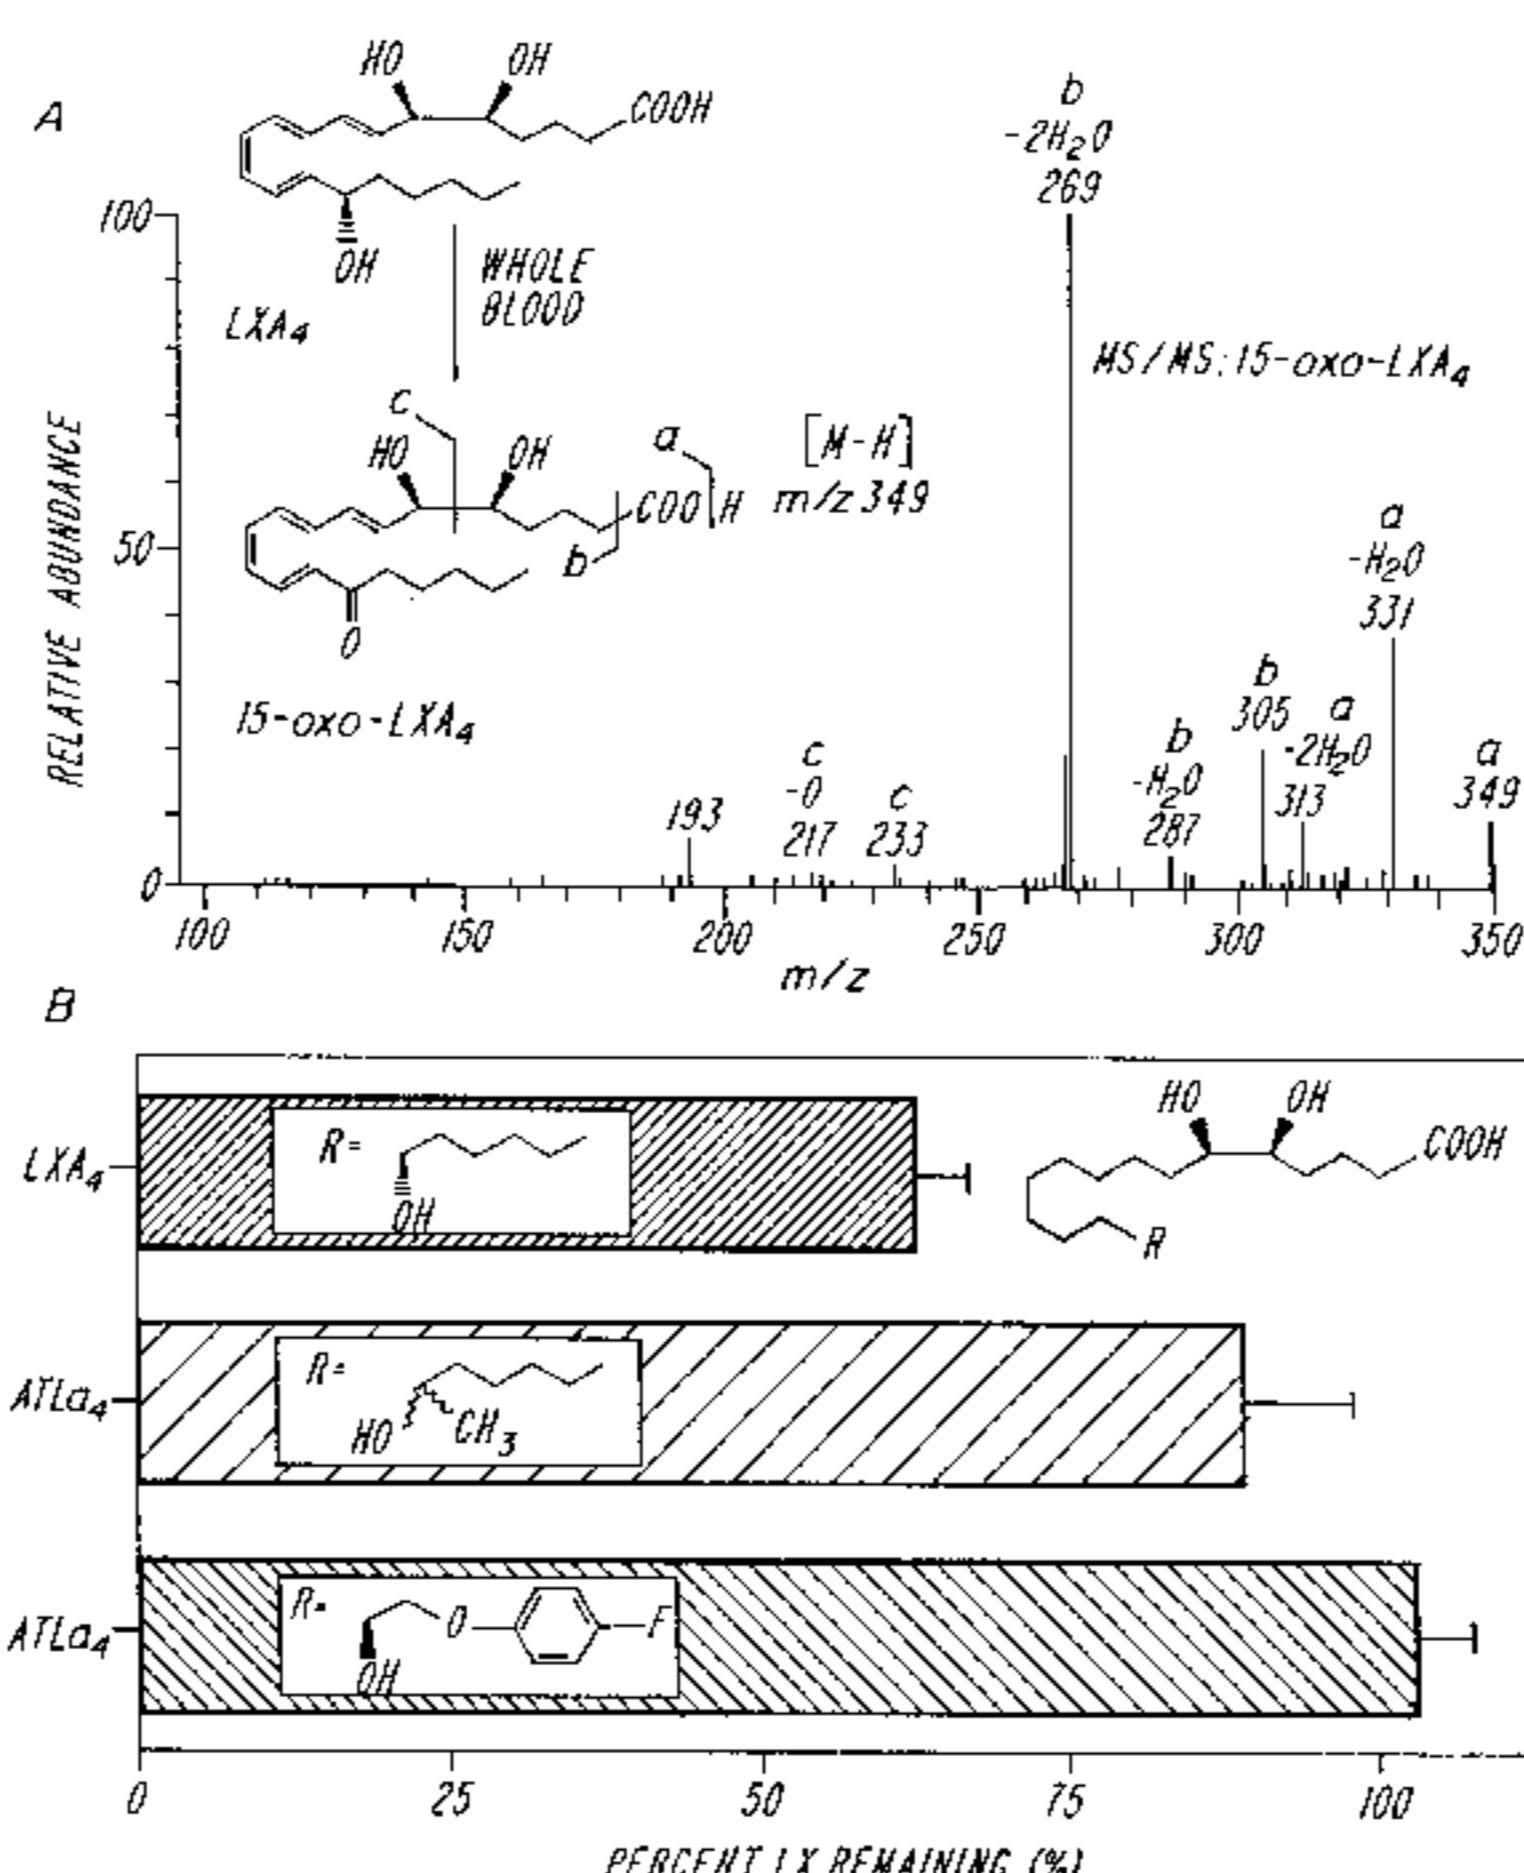 A
HO
OH
COOH
OH
LXA4
WHOLE
BLOOD
b
-2H2O
269
MS/MS: 15-oxo-LXA4
c
HO
OH
a
COO H
b
[M-H]
m/z 349
O
15-oxo-LXA4
RELATIVE ABUNDANCE
100
50
0
193
c
-O
217
c
233
b
-H2O
287
b
305
a
-2H2O
313
a
-H2O
331
a
349
100 150 200 250 300 350
m/z
B
LXA4
R=
OH
HO
OH
COOH
R
ATLa4
R=
HO
CH3
ATLa4
R=
O
F
OH
0 25 50 75 100
PERCENT LX REMAINING (%)